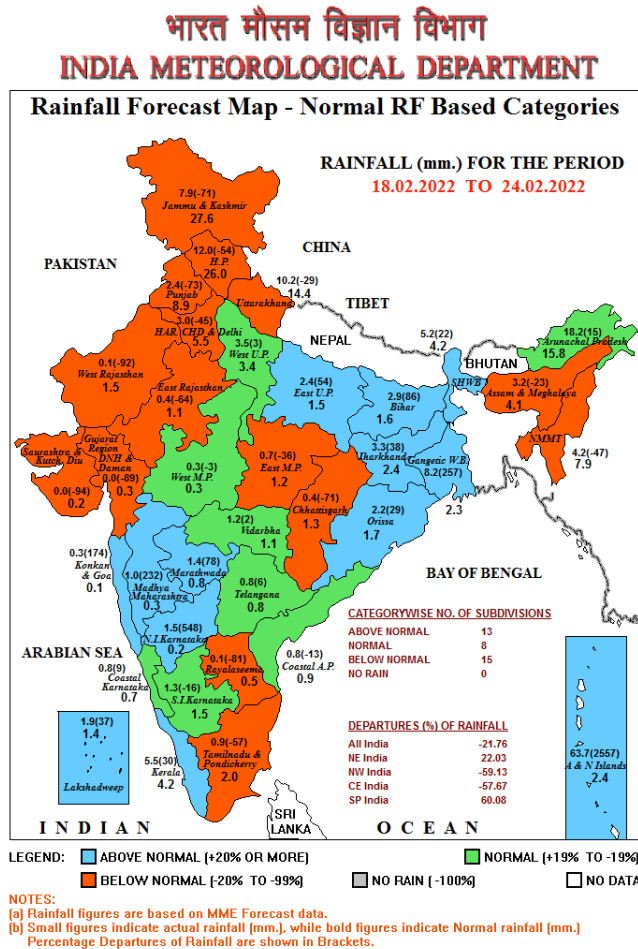 भारत मौसम विज्ञान विभाग
INDIA METEOROLOGICAL DEPARTMENT
Rainfall Forecast Map - Normal RF Based Categories
RAINFALL (mm.) FOR THE PERIOD
18.02.2022 TO 24.02.2022
7.9(-71)
Jammu & Kashmir
27.6
CHINA
12.0(-54)
H.P.
26.0
PAKISTAN
2.4(-73)
Punjab
8.9
10.2(-29)
14.4
Uttarakhand
TIBET
3.0(-45)
HAR. CHD & Delhi
5.5
3.5(3)
West U.P.
3.4
NEPAL
5.2(22)
4.2
SHWB
BHUTAN
18.2(15)
Arunachal Pradesh
15.8
0.1(-92)
West Rajasthan
1.5
East Rajasthan
0.4(-64)
1.1
2.4(54)
East U.P.
1.5
2.9(86)
Bihar
1.6
3.2(-23)
Assam & Meghalaya
4.1
NMMT
4.2(-47)
7.9
Saurastra &
Kutch, Diu
0.0(-94)
0.2
Gujarat
Region
DNH &
Daman
0.0(-89)
0.3
0.3(-3)
West M.P.
0.3
0.7(-36)
East M.P.
1.2
3.3(38)
Jharkhand
2.4
Gangetic W.B.
8.2(257)
2.3
0.4(-71)
Chhattisgarh
1.3
2.2(29)
Orissa
1.7
1.2(2)
Vidarbha
1.1
0.3(174)
Konkan
& Goa
0.1
1.4(78)
Marathwada
0.8
1.0(232)
Madhya
Maharashtra
0.3
0.8(6)
Telangana
0.8
BAY OF BENGAL
1.5(548)
N.I.Karnataka
0.2
ARABIAN SEA
0.8(9)
Coastal
Karnataka
0.7
0.1(-81)
Rayalaseema
0.5
0.8(-13)
Coastal A.P.
0.9
1.3(-16)
S.I.Karnataka
1.5
CATEGORYWISE NO. OF SUBDIVISIONS
ABOVE NORMAL 13
NORMAL 8
BELOW NORMAL 15
NO RAIN 0
1.9(37)
1.4
Lakshadweep
5.5(30)
Kerala
4.2
0.9(-57)
Tamilnadu &
Pondicherry
2.0
DEPARTURES (%) OF RAINFALL
All India -21.76
NE India 22.03
NW India -59.13
CE India -57.67
SP India 60.08
63.7(2557)
A & N Islands
2.4
SRI
LANKA
INDIAN OCEAN
LEGEND: ABOVE NORMAL (+20% OR MORE) NORMAL (+19% TO -19%)
BELOW NORMAL (-20% TO -99%) NO RAIN ( -100%) NO DATA
NOTES:
(a) Rainfall figures are based on MME Forecast data.
(b) Small figures indicate actual rainfall (mm.), while bold figures indicate Normal rainfall (mm.)
Percentage Departures of Rainfall are shown in Brackets.